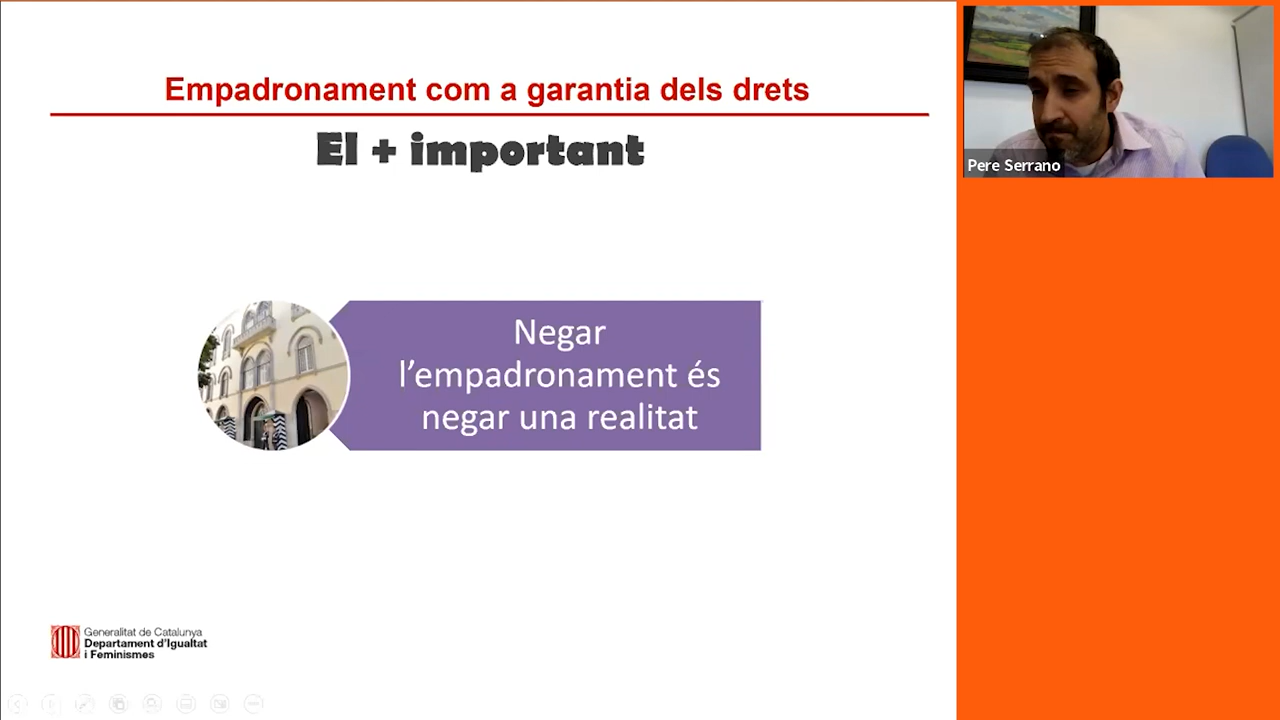 Empadronament com a garantia dels drets
El + important
Negar
l’empadronament és
negar una realitat
Generalitat de Catalunya
Departament d'Igualtat
i Feminismes
Pere Serrano